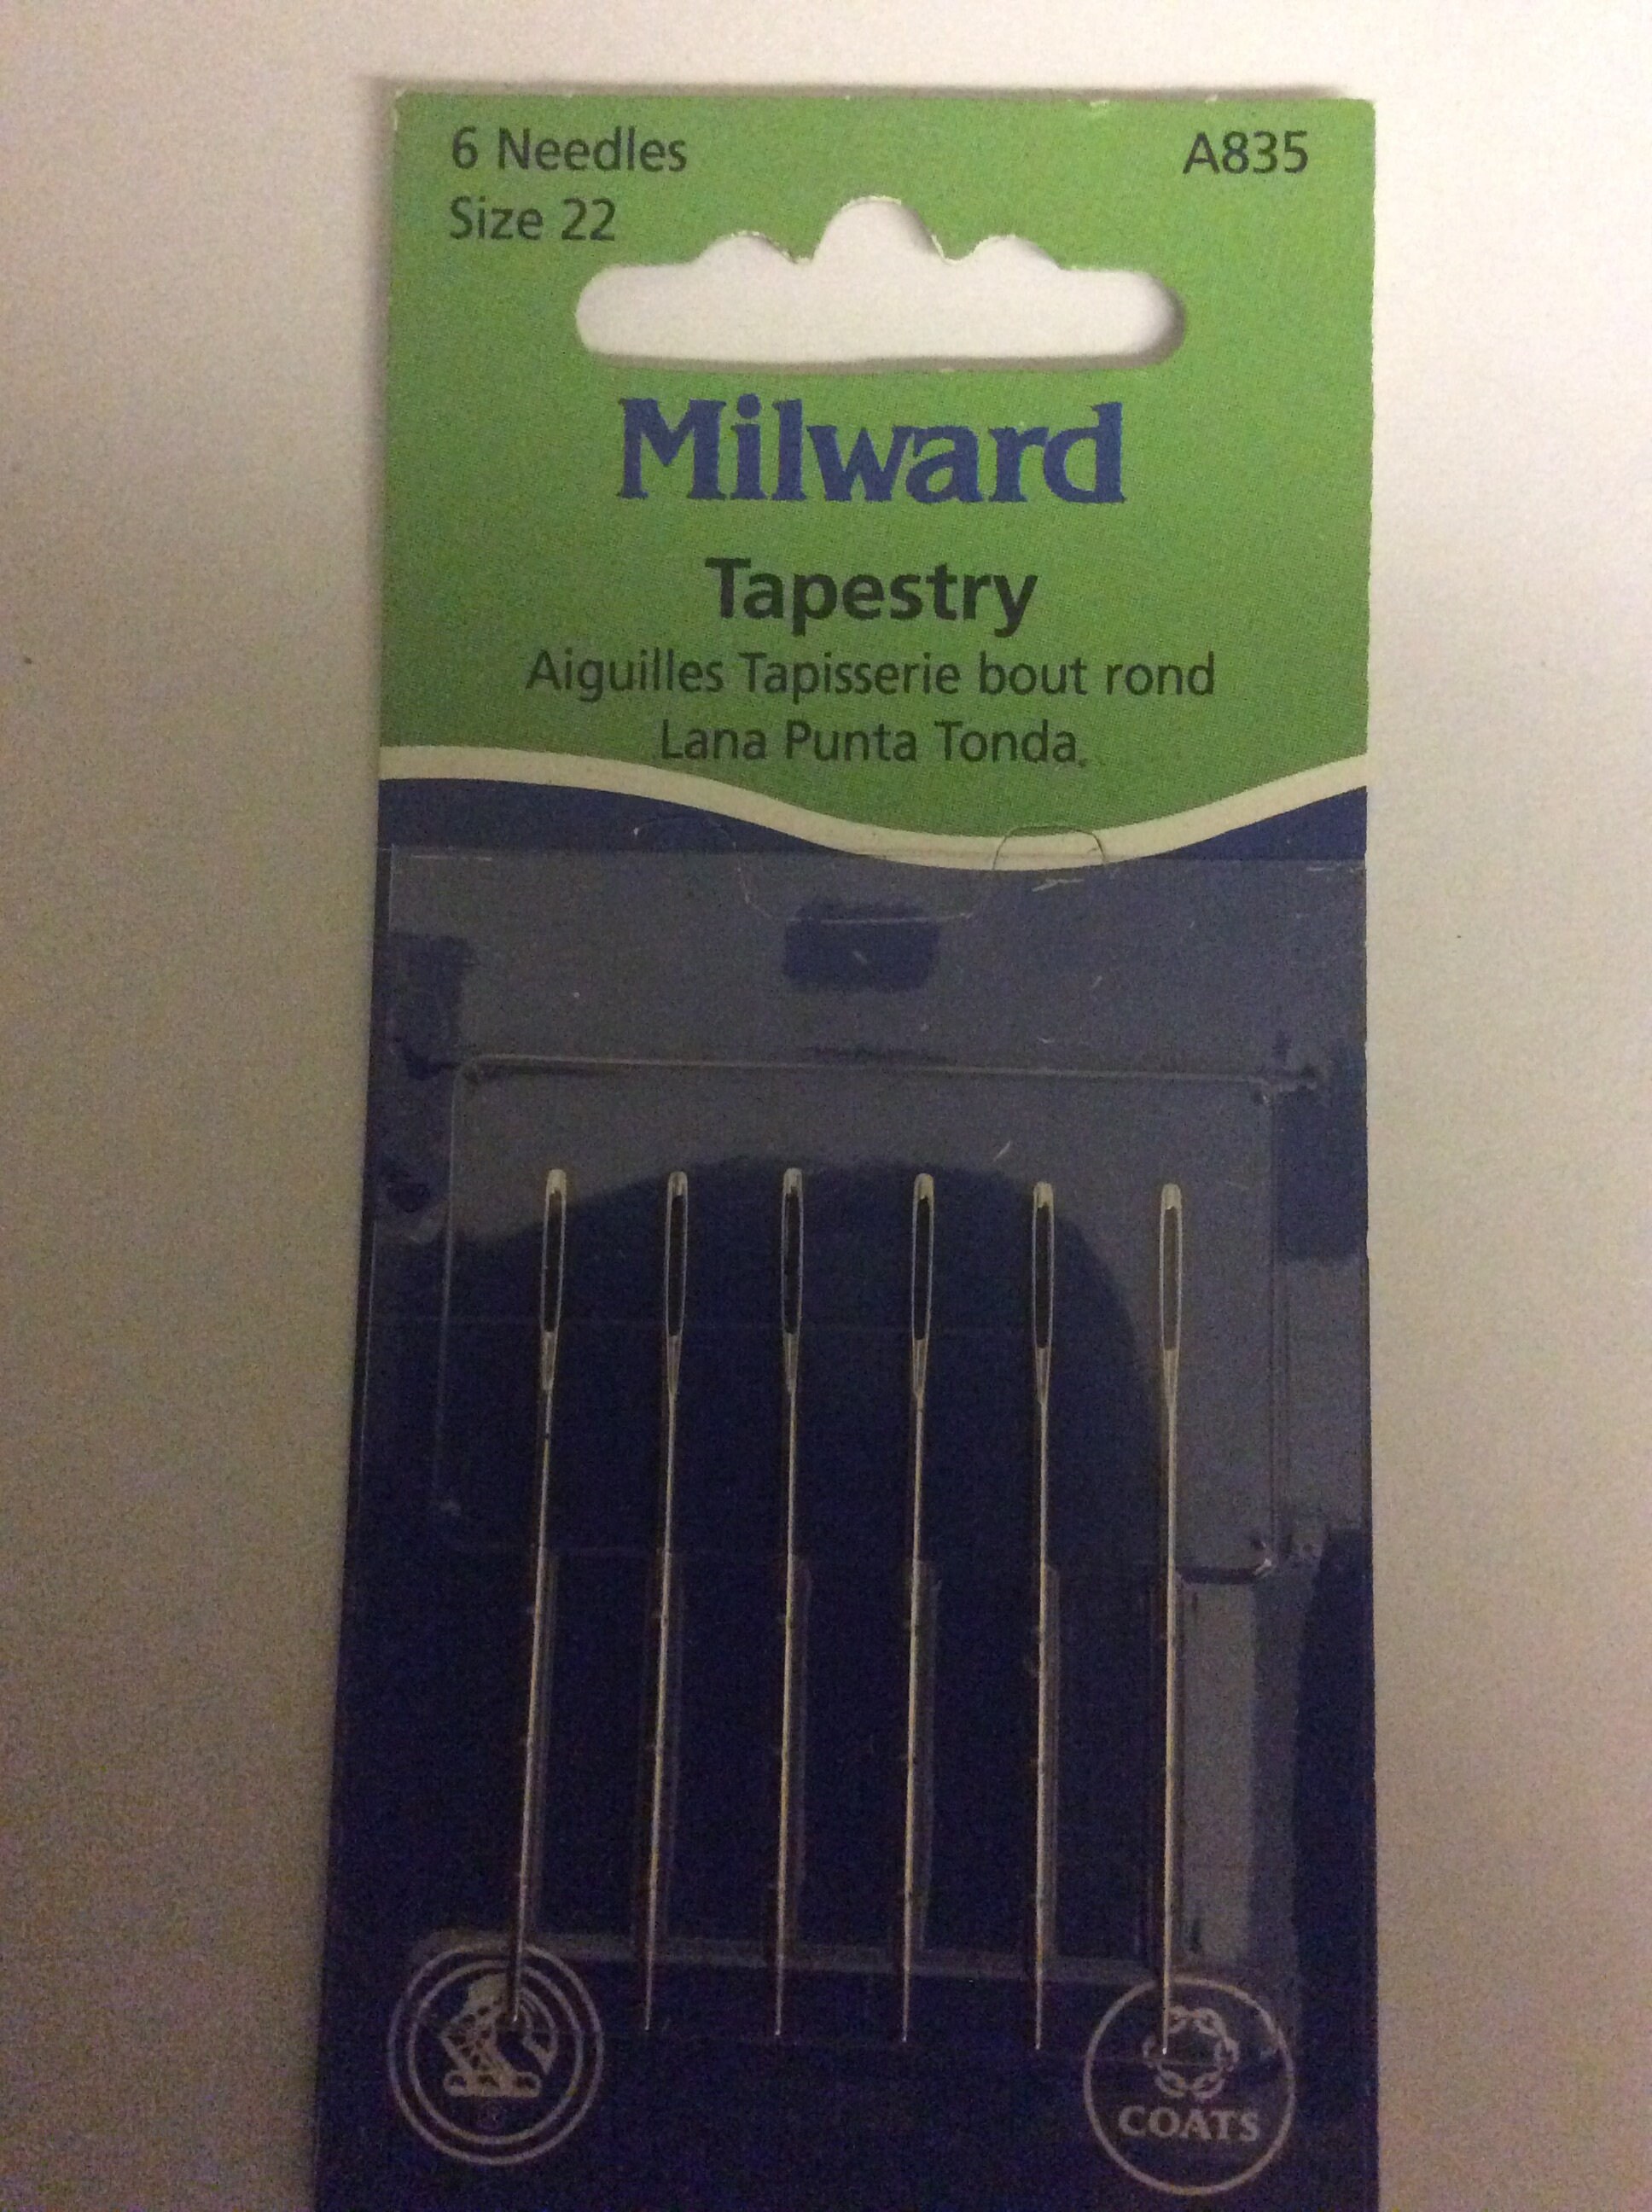 6 Needles
Size 22
A835
Milward
Tapestry
Aiguilles Tapisserie bout rond
Lana Punta Tonda.
COATS